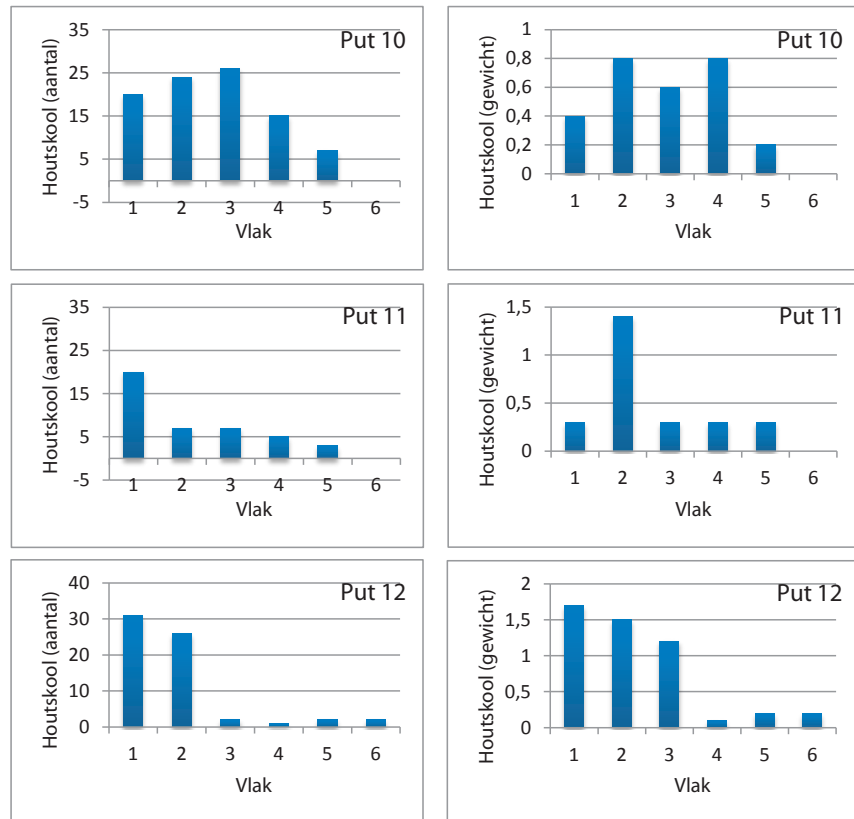 Put 10
Houtskool (aantal)
35
25
15
5
-5
1 2 3 4 5 6
Vlak
Put 10
Houtskool (gewicht)
1
0,8
0,6
0,4
0,2
0
1 2 3 4 5 6
Vlak
Put 11
Houtskool (aantal)
35
25
15
5
-5
1 2 3 4 5 6
Vlak
Put 11
Houtskool (gewicht)
1,5
1
0,5
0
1 2 3 4 5 6
Vlak
Put 12
Houtskool (aantal)
40
30
20
10
0
1 2 3 4 5 6
Vlak
Put 12
Houtskool (gewicht)
2
1,5
1
0,5
0
1 2 3 4 5 6
Vlak